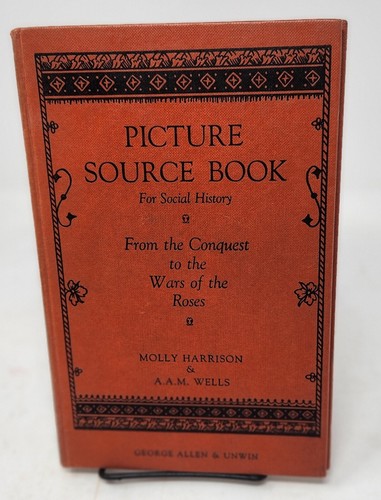 PICTURE
SOURCE BOOK
For Social History
From the Conquest
to the
Wars of the
Roses
MOLLY HARRISON
&
A.A.M. WELLS
GEORGE ALLEN & UNWIN